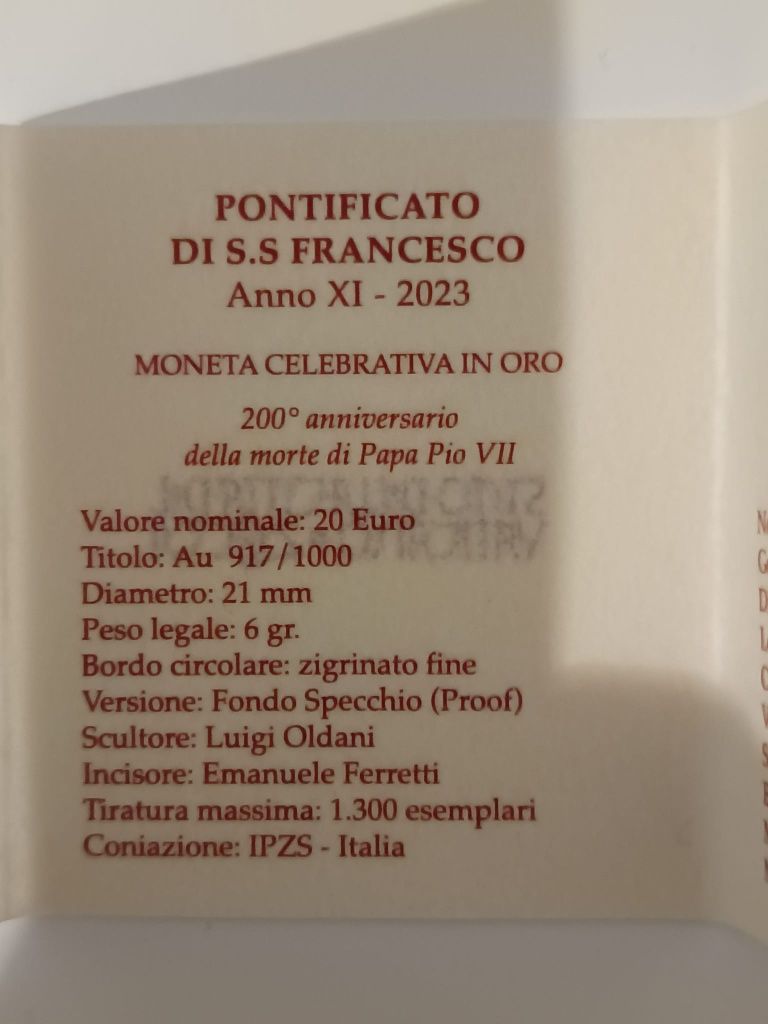 PONTIFICATO
DI S.S FRANCESCO
Anno XI - 2023
MONETA CELEBRATIVA IN ORO
200° anniversario
della morte di Papa Pio VII
Valore nominale: 20 Euro
Titolo: Au 917/1000
Diametro: 21 mm
Peso legale: 6 gr.
Bordo circolare: zigrinato fine
Versione: Fondo Specchio (Proof)
Scultore: Luigi Oldani
Incisore: Emanuele Ferretti
Tiratura massima: 1.300 esemplari
Coniazione: IPZS - Italia